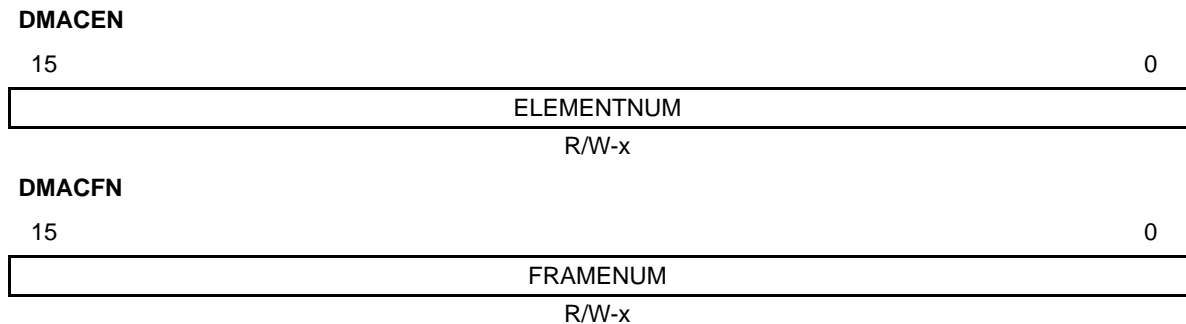 DMACEN
15 0
ELEMENTNUM
R/W-x
DMACFN
15 0
FRAMENUM
R/W-x